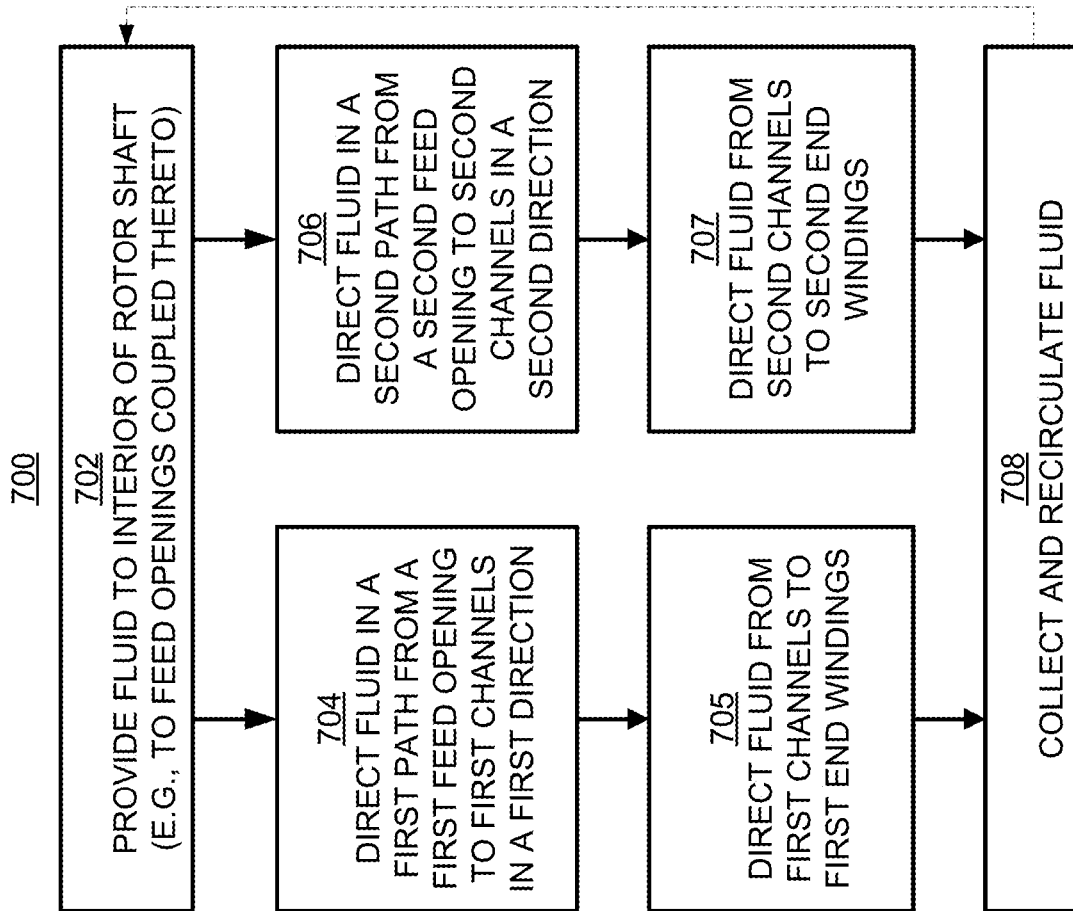 700
702
PROVIDE FLUID TO INTERIOR OF ROTOR SHAFT
(E.G., TO FEED OPENINGS COUPLED THERETO)
704
DIRECT FLUID IN A
FIRST PATH FROM A
FIRST FEED OPENING
TO FIRST CHANNELS
IN A FIRST DIRECTION
706
DIRECT FLUID IN A
SECOND PATH FROM
A SECOND FEED
OPENING TO SECOND
CHANNELS IN A
SECOND DIRECTION
705
DIRECT FLUID FROM
FIRST CHANNELS TO
FIRST END WINDINGS
707
DIRECT FLUID FROM
SECOND CHANNELS
TO SECOND END
WINDINGS
708
COLLECT AND RECIRCULATE FLUID